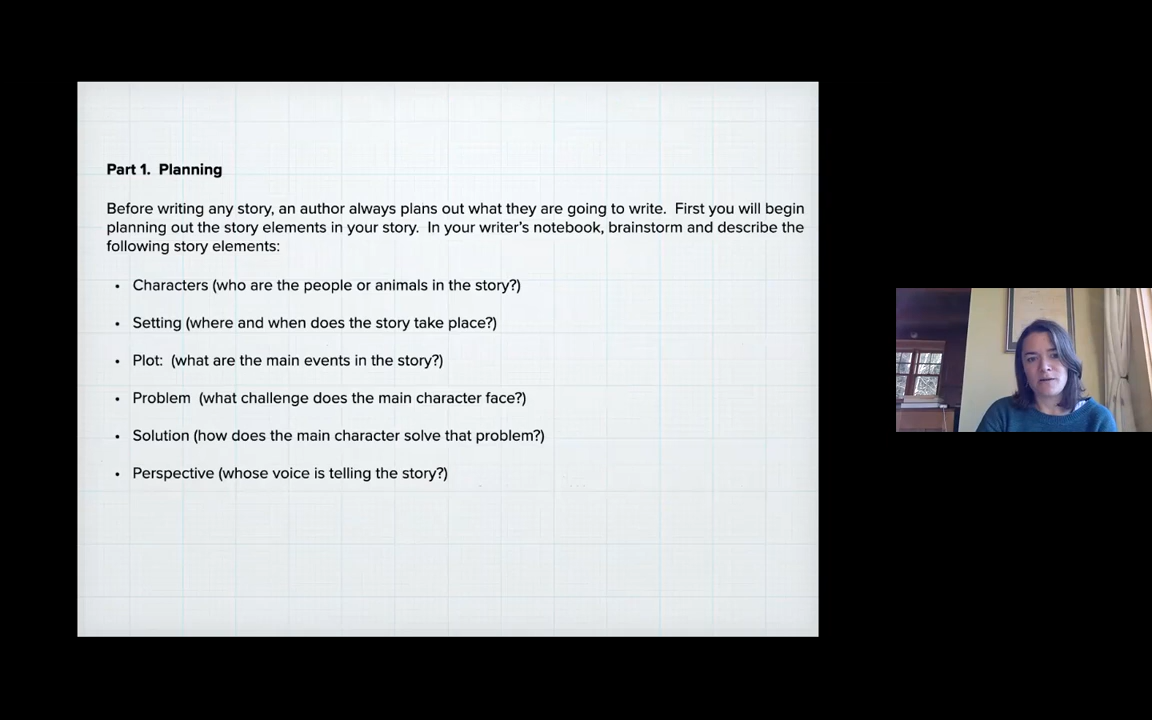 Part 1.  Planning
Before writing any story, an author always plans out what they are going to write.  First you will begin
planning out the story elements in your story.  In your writer’s notebook, brainstorm and describe the
following story elements:
• Characters (who are the people or animals in the story?)
• Setting (where and when does the story take place?)
• Plot:  (what are the main events in the story?)
• Problem  (what challenge does the main character face?)
• Solution (how does the main character solve that problem?)
• Perspective (whose voice is telling the story?)